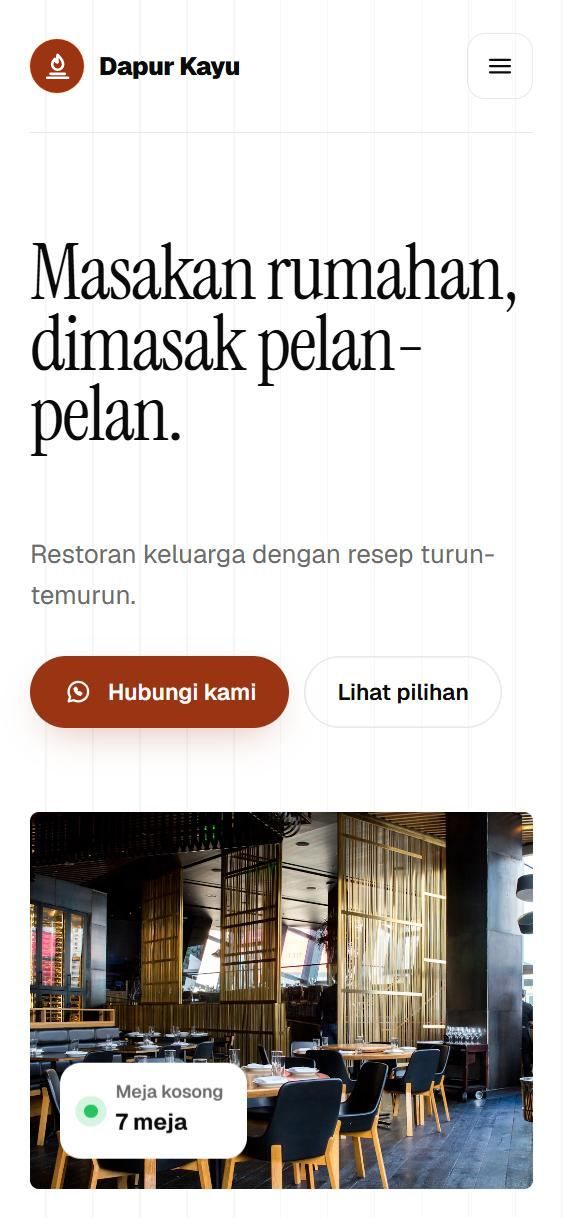 Dapur Kayu
Masakan rumahan,
dimasak pelan-
pelan.
Restoran keluarga dengan resep turun-
temurun.
Hubungi kami
Lihat pilihan
Meja kosong
7 meja